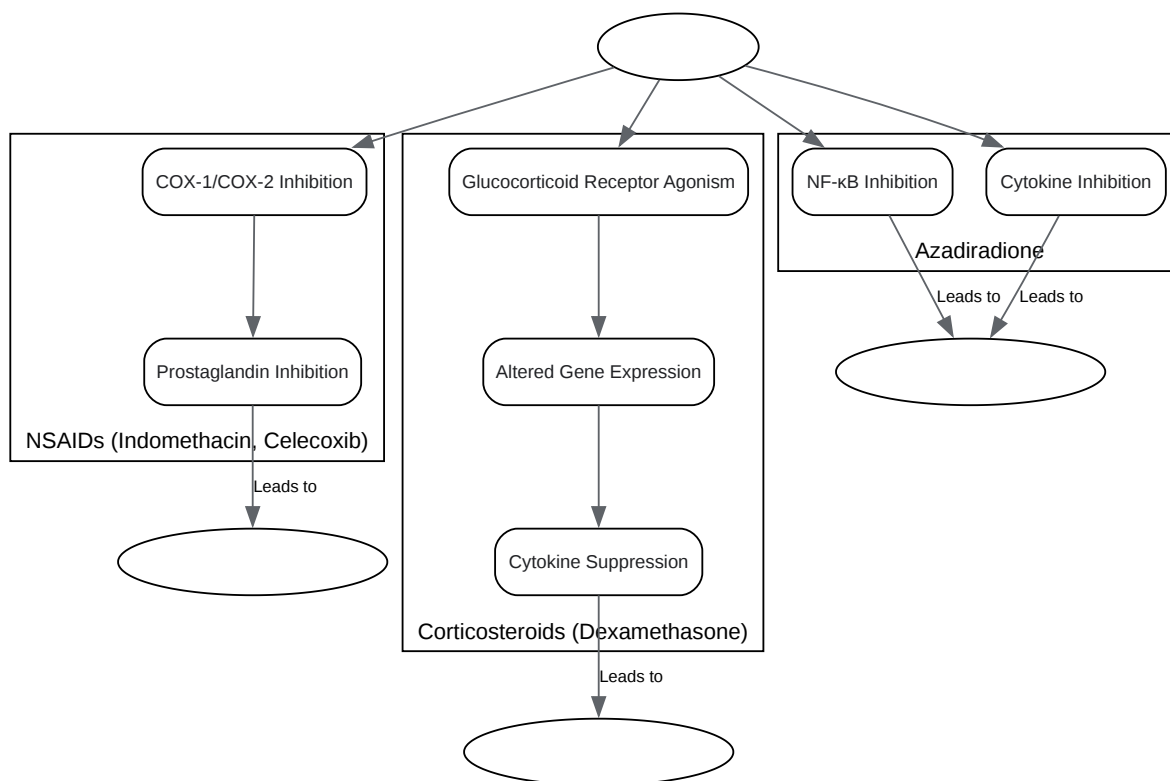 COX-1/COX-2 Inhibition
Glucocorticoid Receptor Agonism
NF-κB Inhibition
Cytokine Inhibition
Azadiradione
Leads to
Leads to
Prostaglandin Inhibition
Altered Gene Expression
NSAIDs (Indomethacin, Celecoxib)
Leads to
Cytokine Suppression
Corticosteroids (Dexamethasone)
Leads to